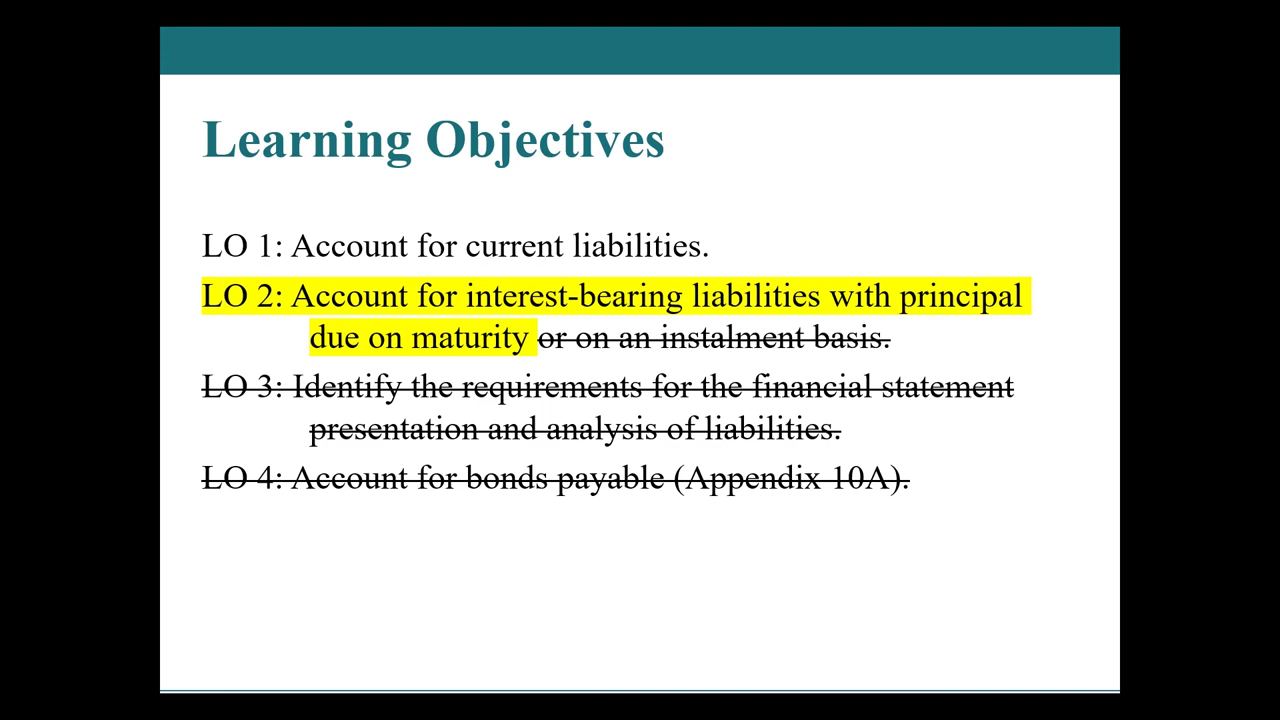 Learning Objectives
LO 1: Account for current liabilities.
LO 2: Account for interest-bearing liabilities with principal
due on maturity or on an instalment basis.
LO 3: Identify the requirements for the financial statement
presentation and analysis of liabilities.
LO 4: Account for bonds payable (Appendix 10A).